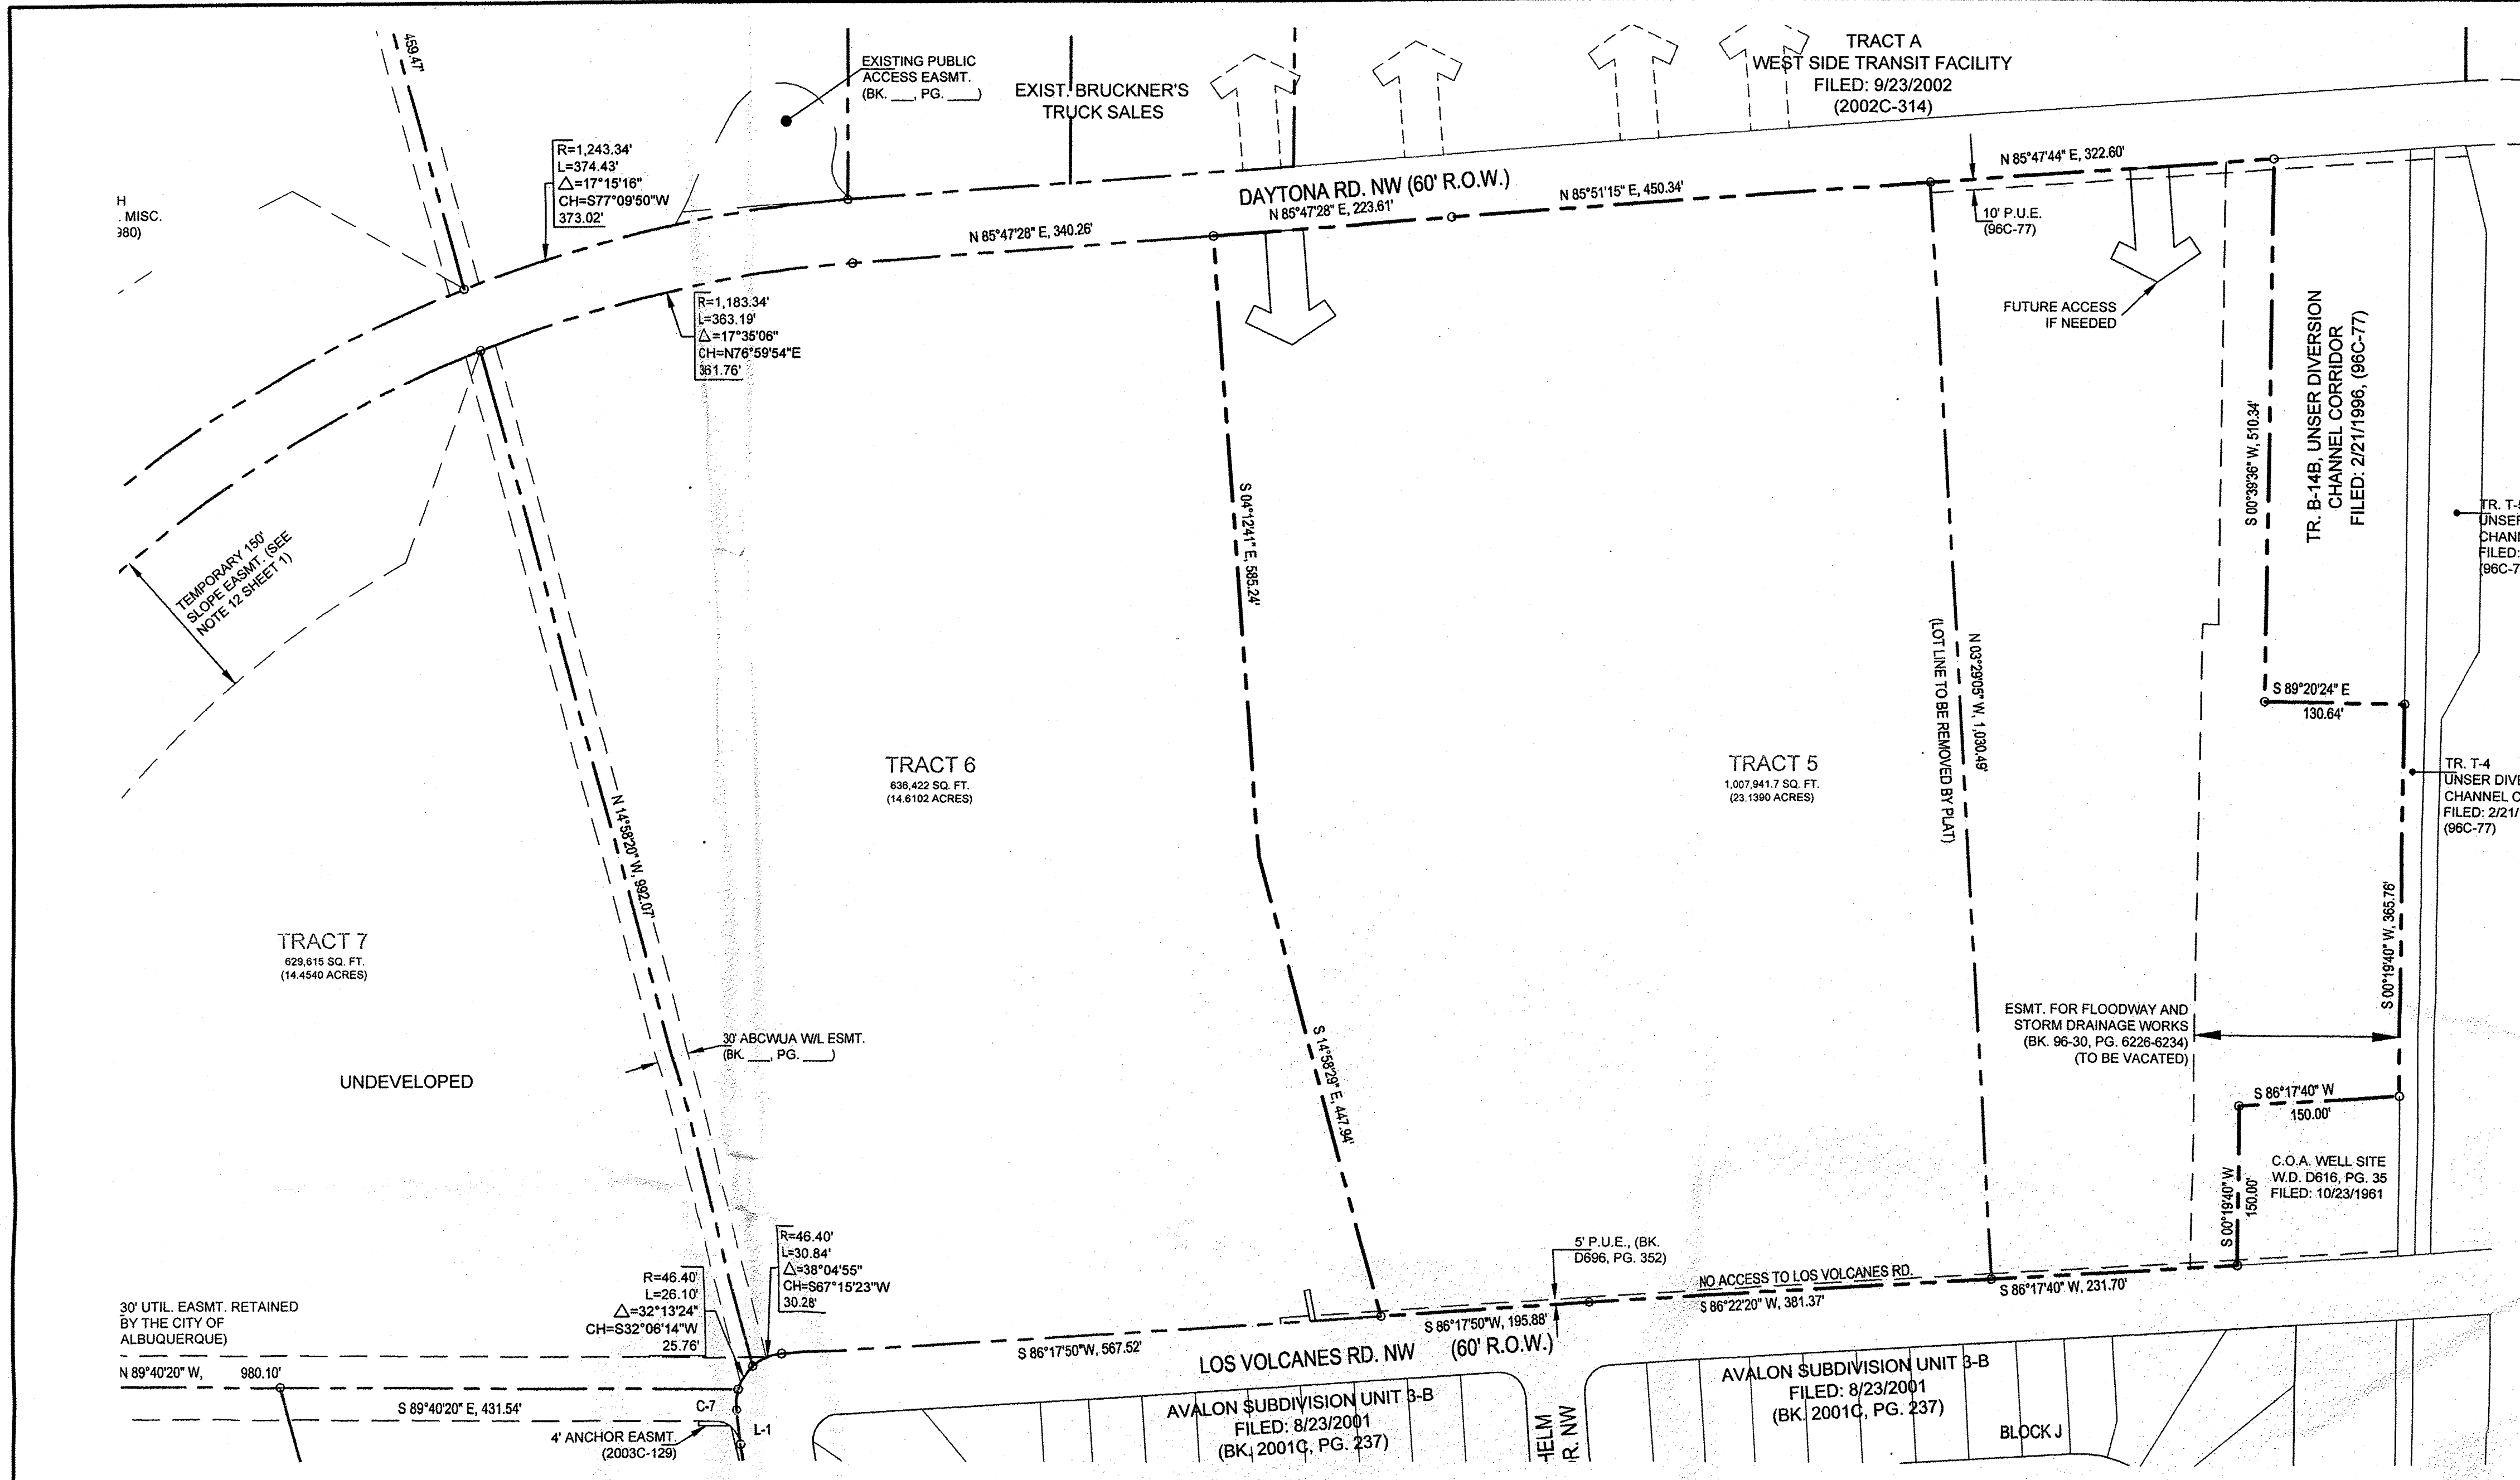 459.47'
EXISTING PUBLIC
ACCESS EASMT.
(BK. ___, PG. ____)
EXIST. BRUCKNER'S
TRUCK SALES
TRACT A
WEST SIDE TRANSIT FACILITY
FILED: 9/23/2002
(2002C-314)
H
. MISC.
980)
R=1,243.34'
L=374.43'
△=17°15'16"
CH=S77°09'50"W
373.02'
DAYTONA RD. NW (60' R.O.W.)
N 85°47'28" E, 340.26'
N 85°47'28" E, 223.61'
N 85°51'15" E, 450.34'
N 85°47'44" E, 322.60'
10' P.U.E.
(96C-77)
R=1,183.34'
L=363.19'
△=17°35'06"
CH=N76°59'54"E
361.76'
FUTURE ACCESS
IF NEEDED
TR. B-14B, UNSER DIVERSION
CHANNEL CORRIDOR
FILED: 2/21/1996, (96C-77)
S 00°39'36" W, 510.34'
TEMPORARY 150'
SLOPE EASMT. (SEE
NOTE 12 SHEET 1)
S 04°12'41" E, 585.24'
TR. T-5
UNSER
CHAN
FILED:
(96C-7
(LOT LINE TO BE REMOVED BY PLAT)
N 03°29'05" W, 1,030.49'
S 89°20'24" E
130.64'
TRACT 6
636,422 SQ. FT.
(14.6102 ACRES)
TRACT 5
1,007,941.7 SQ. FT.
(23.1390 ACRES)
TR. T-4
UNSER DIVE
CHANNEL C
FILED: 2/21/
(96C-77)
N 14°58'20" W, 992.07'
TRACT 7
629,615 SQ. FT.
(14.4540 ACRES)
S 00°19'40" W, 365.76'
30' ABCWUA W/L ESMT.
(BK. ___, PG. ____)
UNDEVELOPED
S 14°58'29" E, 447.94'
ESMT. FOR FLOODWAY AND
STORM DRAINAGE WORKS
(BK. 96-30, PG. 6226-6234)
(TO BE VACATED)
S 86°17'40" W
150.00'
C.O.A. WELL SITE
W.D. D616, PG. 35
FILED: 10/23/1961
S 00°19'40" W
150.00'
R=46.40'
L=30.84'
△=38°04'55"
CH=S67°15'23"W
30.28'
R=46.40'
L=26.10'
△=32°13'24"
CH=S32°06'14"W
25.76'
5' P.U.E., (BK.
D696, PG. 352)
NO ACCESS TO LOS VOLCANES RD.
30' UTIL. EASMT. RETAINED
BY THE CITY OF
ALBUQUERQUE)
S 86°17'50"W, 567.52'
S 86°17'50"W, 195.88'
S 86°22'20" W, 381.37'
S 86°17'40" W, 231.70'
LOS VOLCANES RD. NW (60' R.O.W.)
N 89°40'20" W, 980.10'
S 89°40'20" E, 431.54'
C-7
L-1
4' ANCHOR EASMT.
(2003C-129)
AVALON SUBDIVISION UNIT 3-B
FILED: 8/23/2001
(BK. 2001C, PG. 237)
HELM
R. NW
AVALON SUBDIVISION UNIT 3-B
FILED: 8/23/2001
(BK. 2001C, PG. 237)
BLOCK J